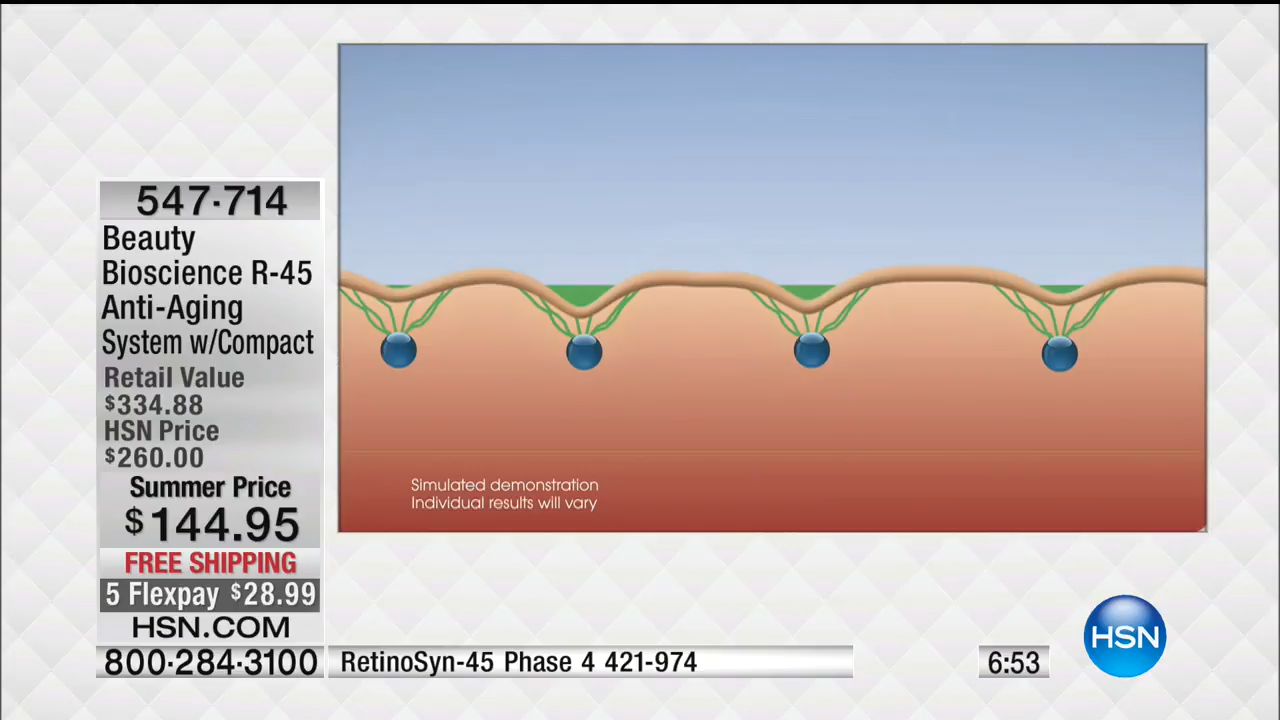 547·714
Beauty
Bioscience R-45
Anti-Aging
System w/Compact
Retail Value
$334.88
HSN Price
$260.00
Summer Price
$144.95
FREE SHIPPING
5 Flexpay $28.99
HSN.COM
800·284·3100
Simulated demonstration
Individual results will vary
RetinoSyn-45 Phase 4 421-974
6:53
HSN